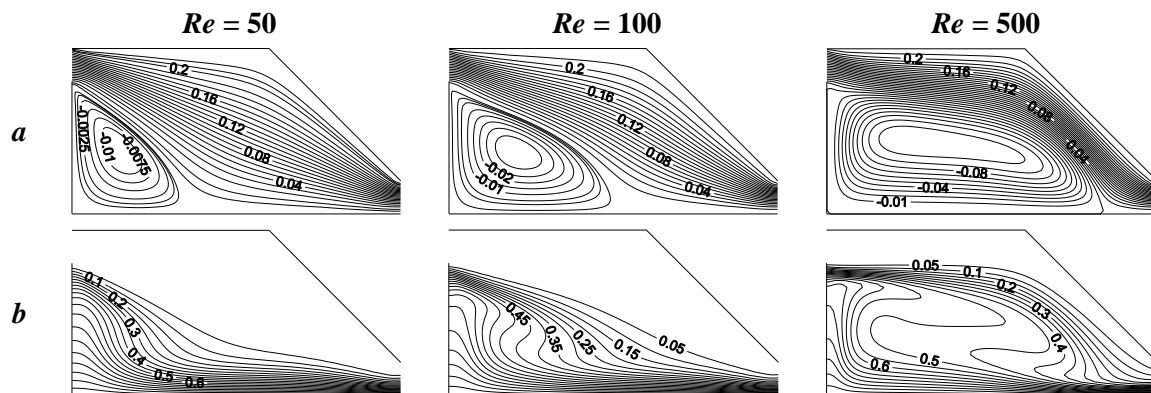 Re = 50 Re = 100 Re = 500
a
0.2 0.16 0.12 0.08 0.04 -0.0025 -0.01 -0.0075
0.2 0.16 0.12 0.08 0.04 -0.02 -0.01
0.2 0.16 0.12 0.08 0.04 -0.08 -0.04 -0.01
b
0.1 0.2 0.3 0.4 0.5 0.6
0.45 0.35 0.25 0.15 0.05
0.05 0.1 0.2 0.3 0.4 0.5 0.6